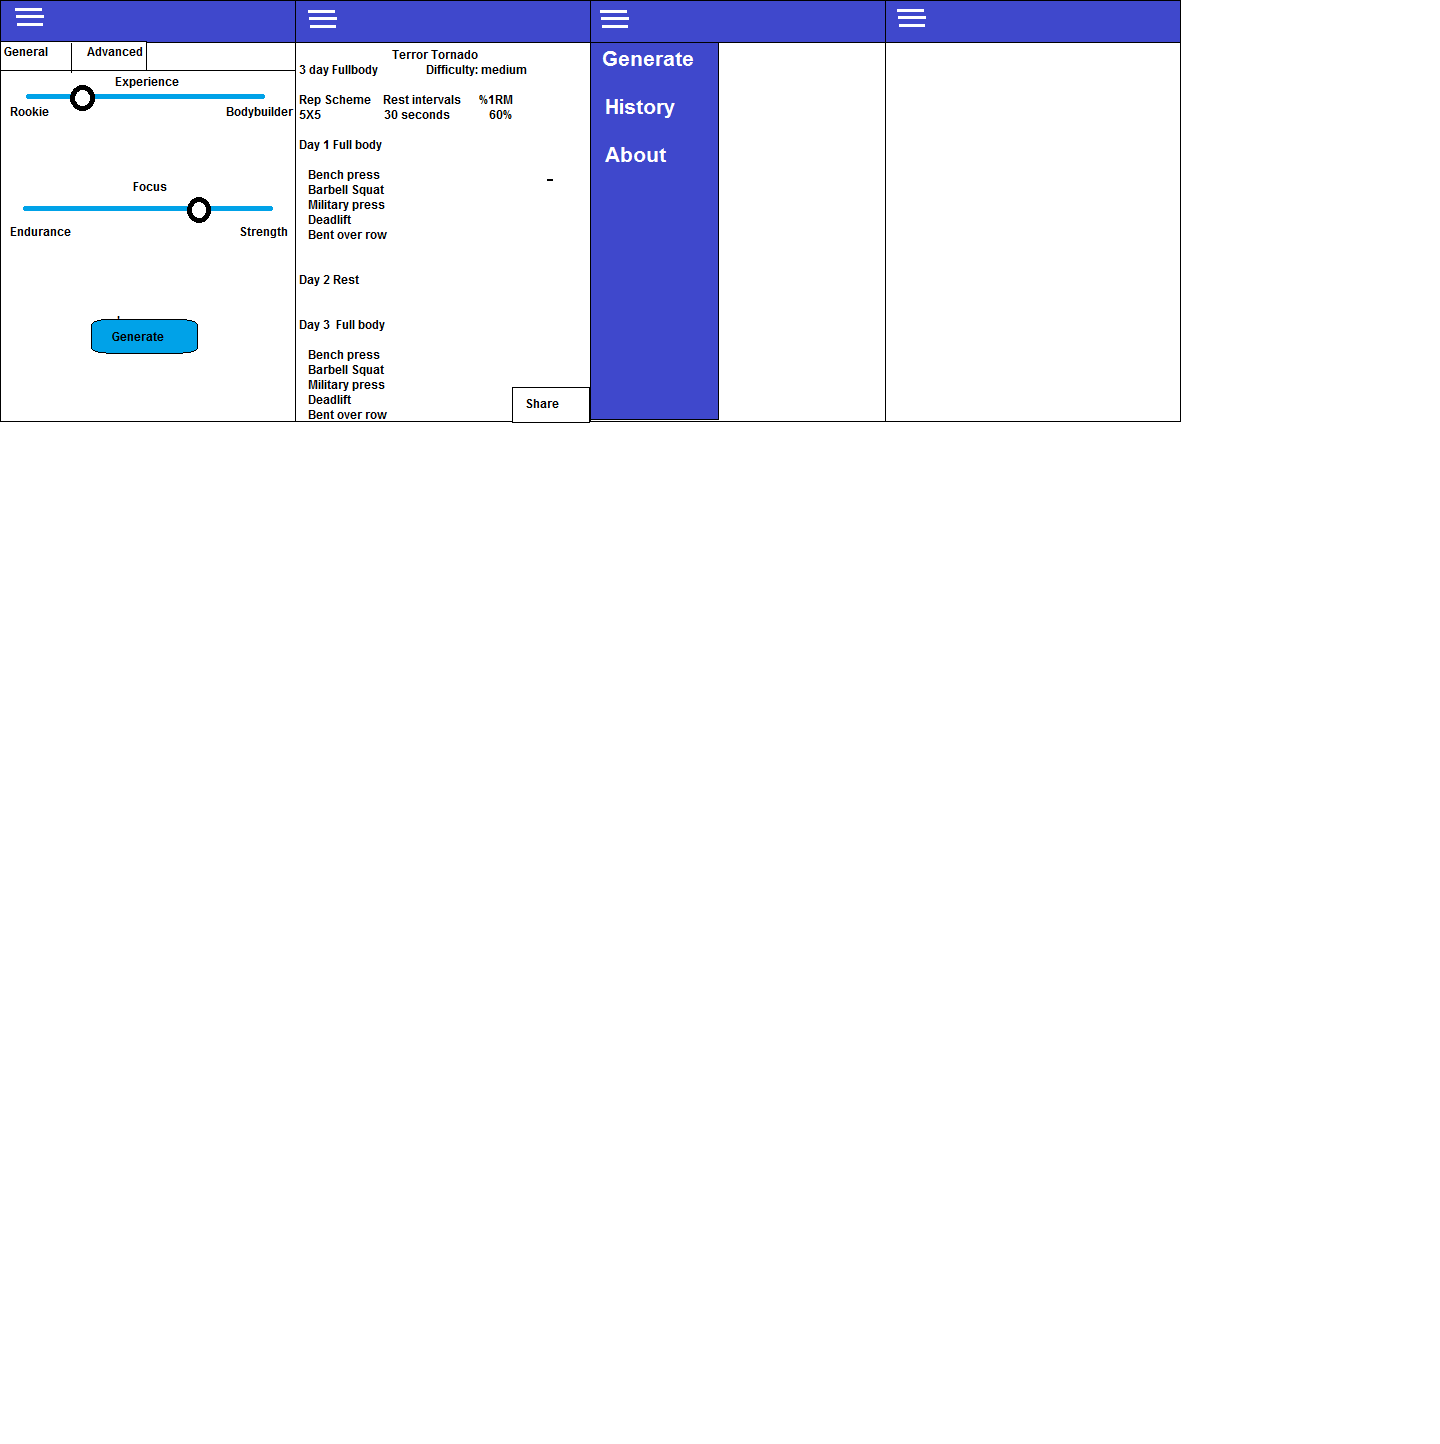 General Advanced
Experience
Rookie Bodybuilder
Focus
Endurance Strength
Generate
Terror Tornado
3 day Fullbody Difficulty: medium
Rep Scheme Rest intervals %1RM
5X5 30 seconds 60%
Day 1 Full body
Bench press
Barbell Squat
Military press
Deadlift
Bent over row
Day 2 Rest
Day 3 Full body
Bench press
Barbell Squat
Military press
Deadlift
Bent over row
Share
Generate
History
About